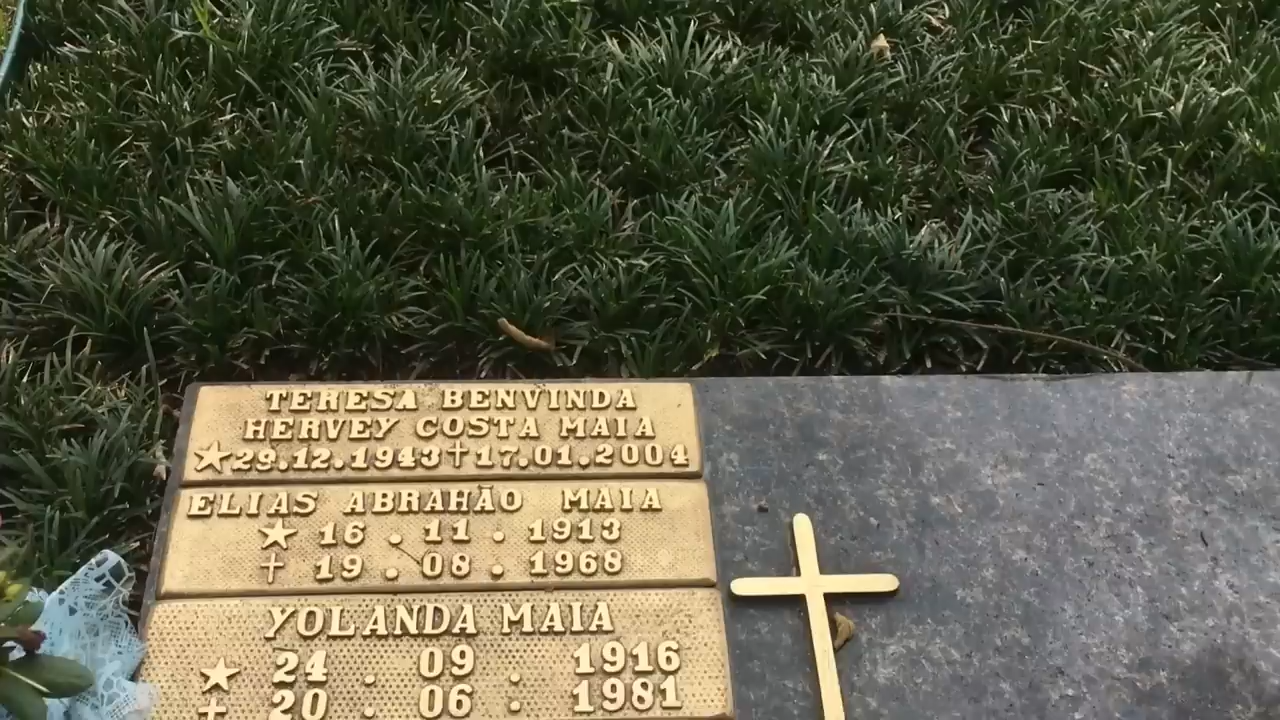 TERESA BENVINDA
HERVEY COSTA MAIA
★29.12.1943✝17.01.2004
ELIAS ABRAHÃO MAIA
★ 16 . 11 . 1913
✝ 19 . 08 . 1968
YOLANDA MAIA
★ 24 . 09 . 1916
✝ 20 . 06 . 1981